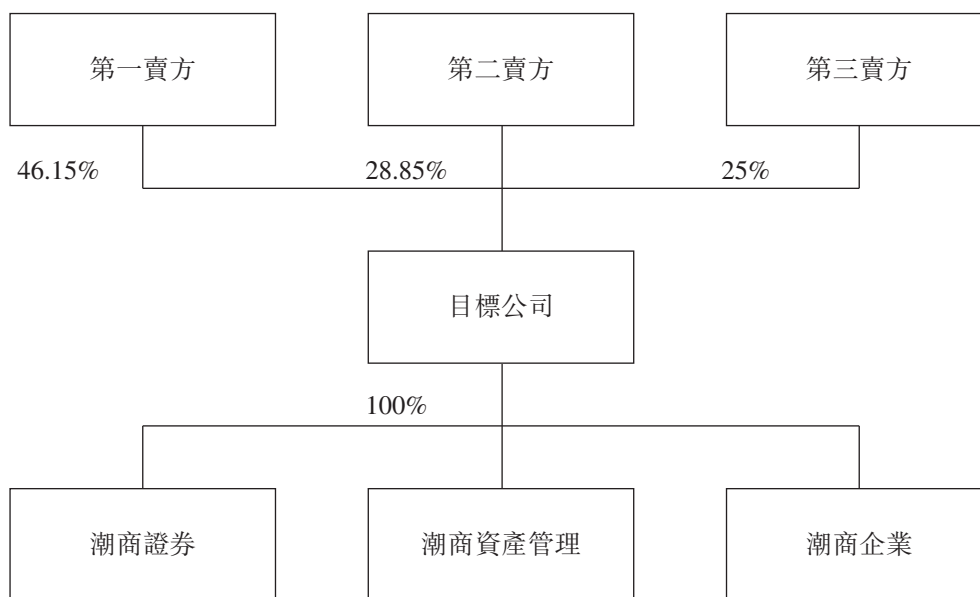 第一賣方
第二賣方
第三賣方
46.15%
28.85%
25%
目標公司
100%
潮商證券
潮商資產管理
潮商企業